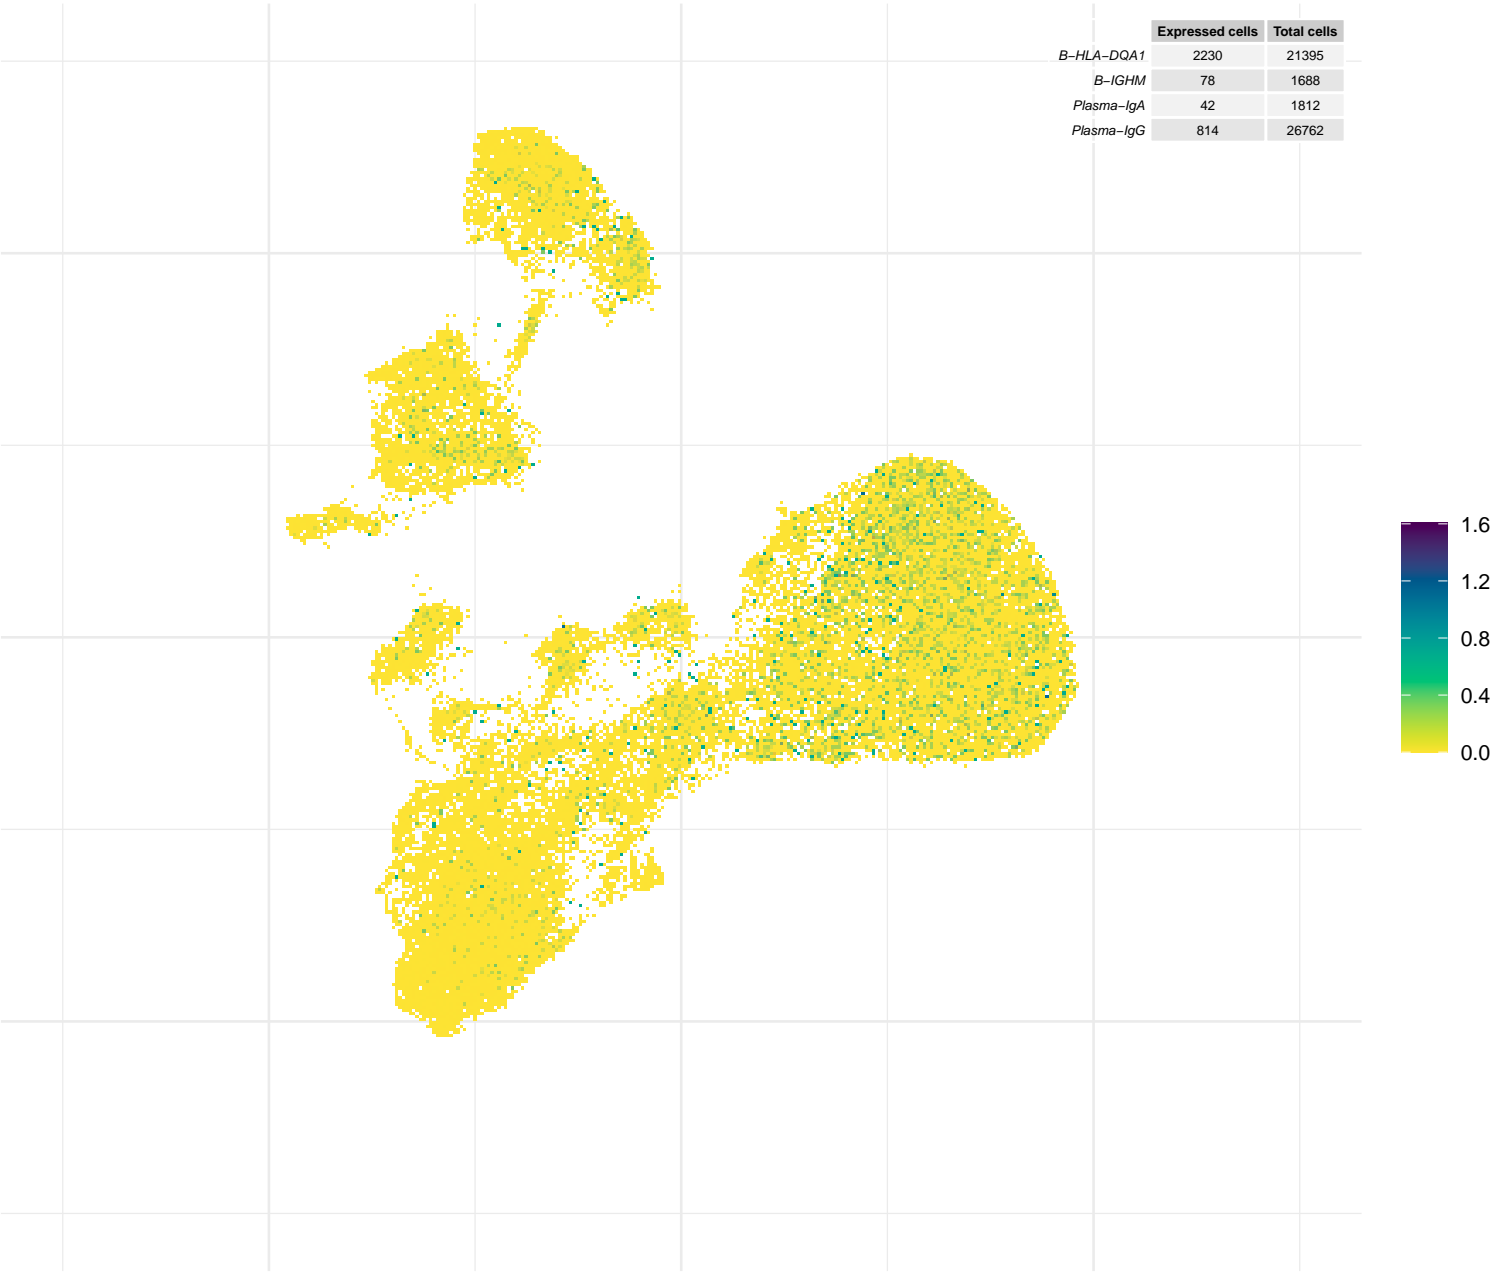 Expressed cells Total cells
B−HLA−DQA1 2230 21395
B−IGHM 78 1688
Plasma−IgA 42 1812
Plasma−IgG 814 26762
1.6
1.2
0.8
0.4
0.0